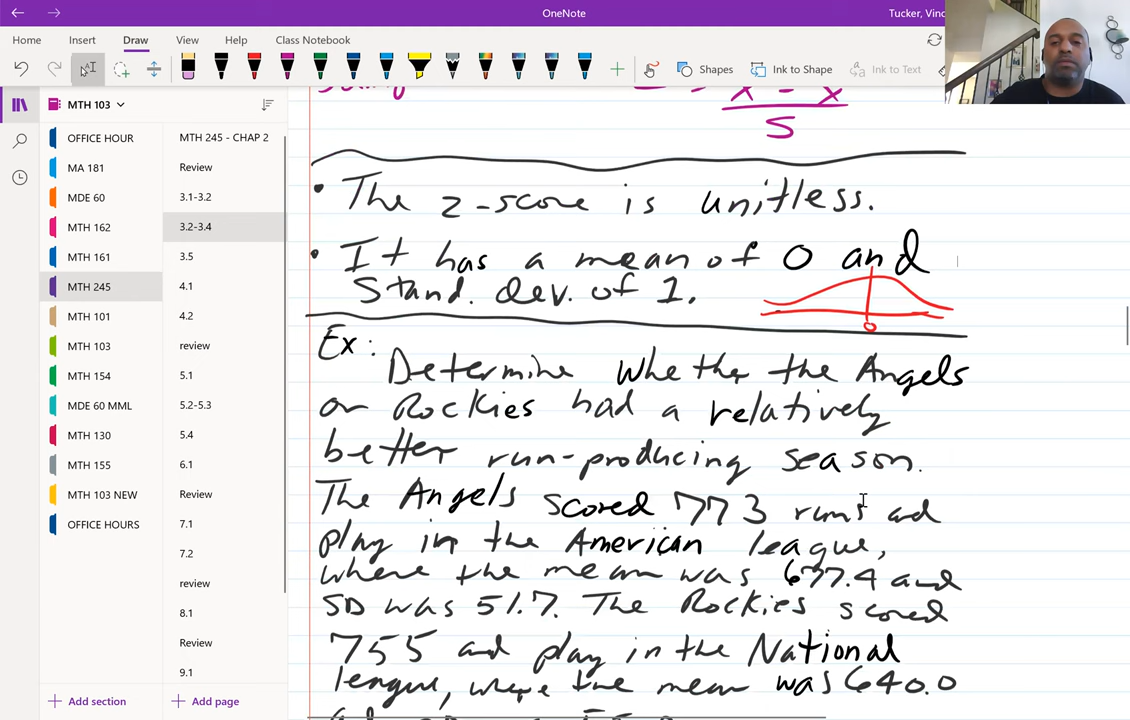 OneNote
Tucker, Vinc
Home
Insert
Draw
View
Help
Class Notebook
Shapes
Ink to Shape
Ink to Text
MTH 103
OFFICE HOUR
MA 181
MDE 60
MTH 162
MTH 161
MTH 245
MTH 101
MTH 103
MTH 154
MDE 60 MML
MTH 130
MTH 155
MTH 103 NEW
OFFICE HOURS
Add section
MTH 245 - CHAP 2
Review
3.1-3.2
3.2-3.4
3.5
4.1
4.2
review
5.1
5.2-5.3
5.4
6.1
Review
7.1
7.2
review
8.1
Review
9.1
Add page
S
• The z-score is unitless.
• It has a mean of 0 and
Stand. dev. of 1.
0
Ex:
Determine whether the Angels
or Rockies had a relatively
better run-producing season.
The Angels scored 773 runs ad
play in the American league,
where the mean was 677.4 and
SD was 51.7. The Rockies scored
755 and play in the National
league, where the mean was 640.0